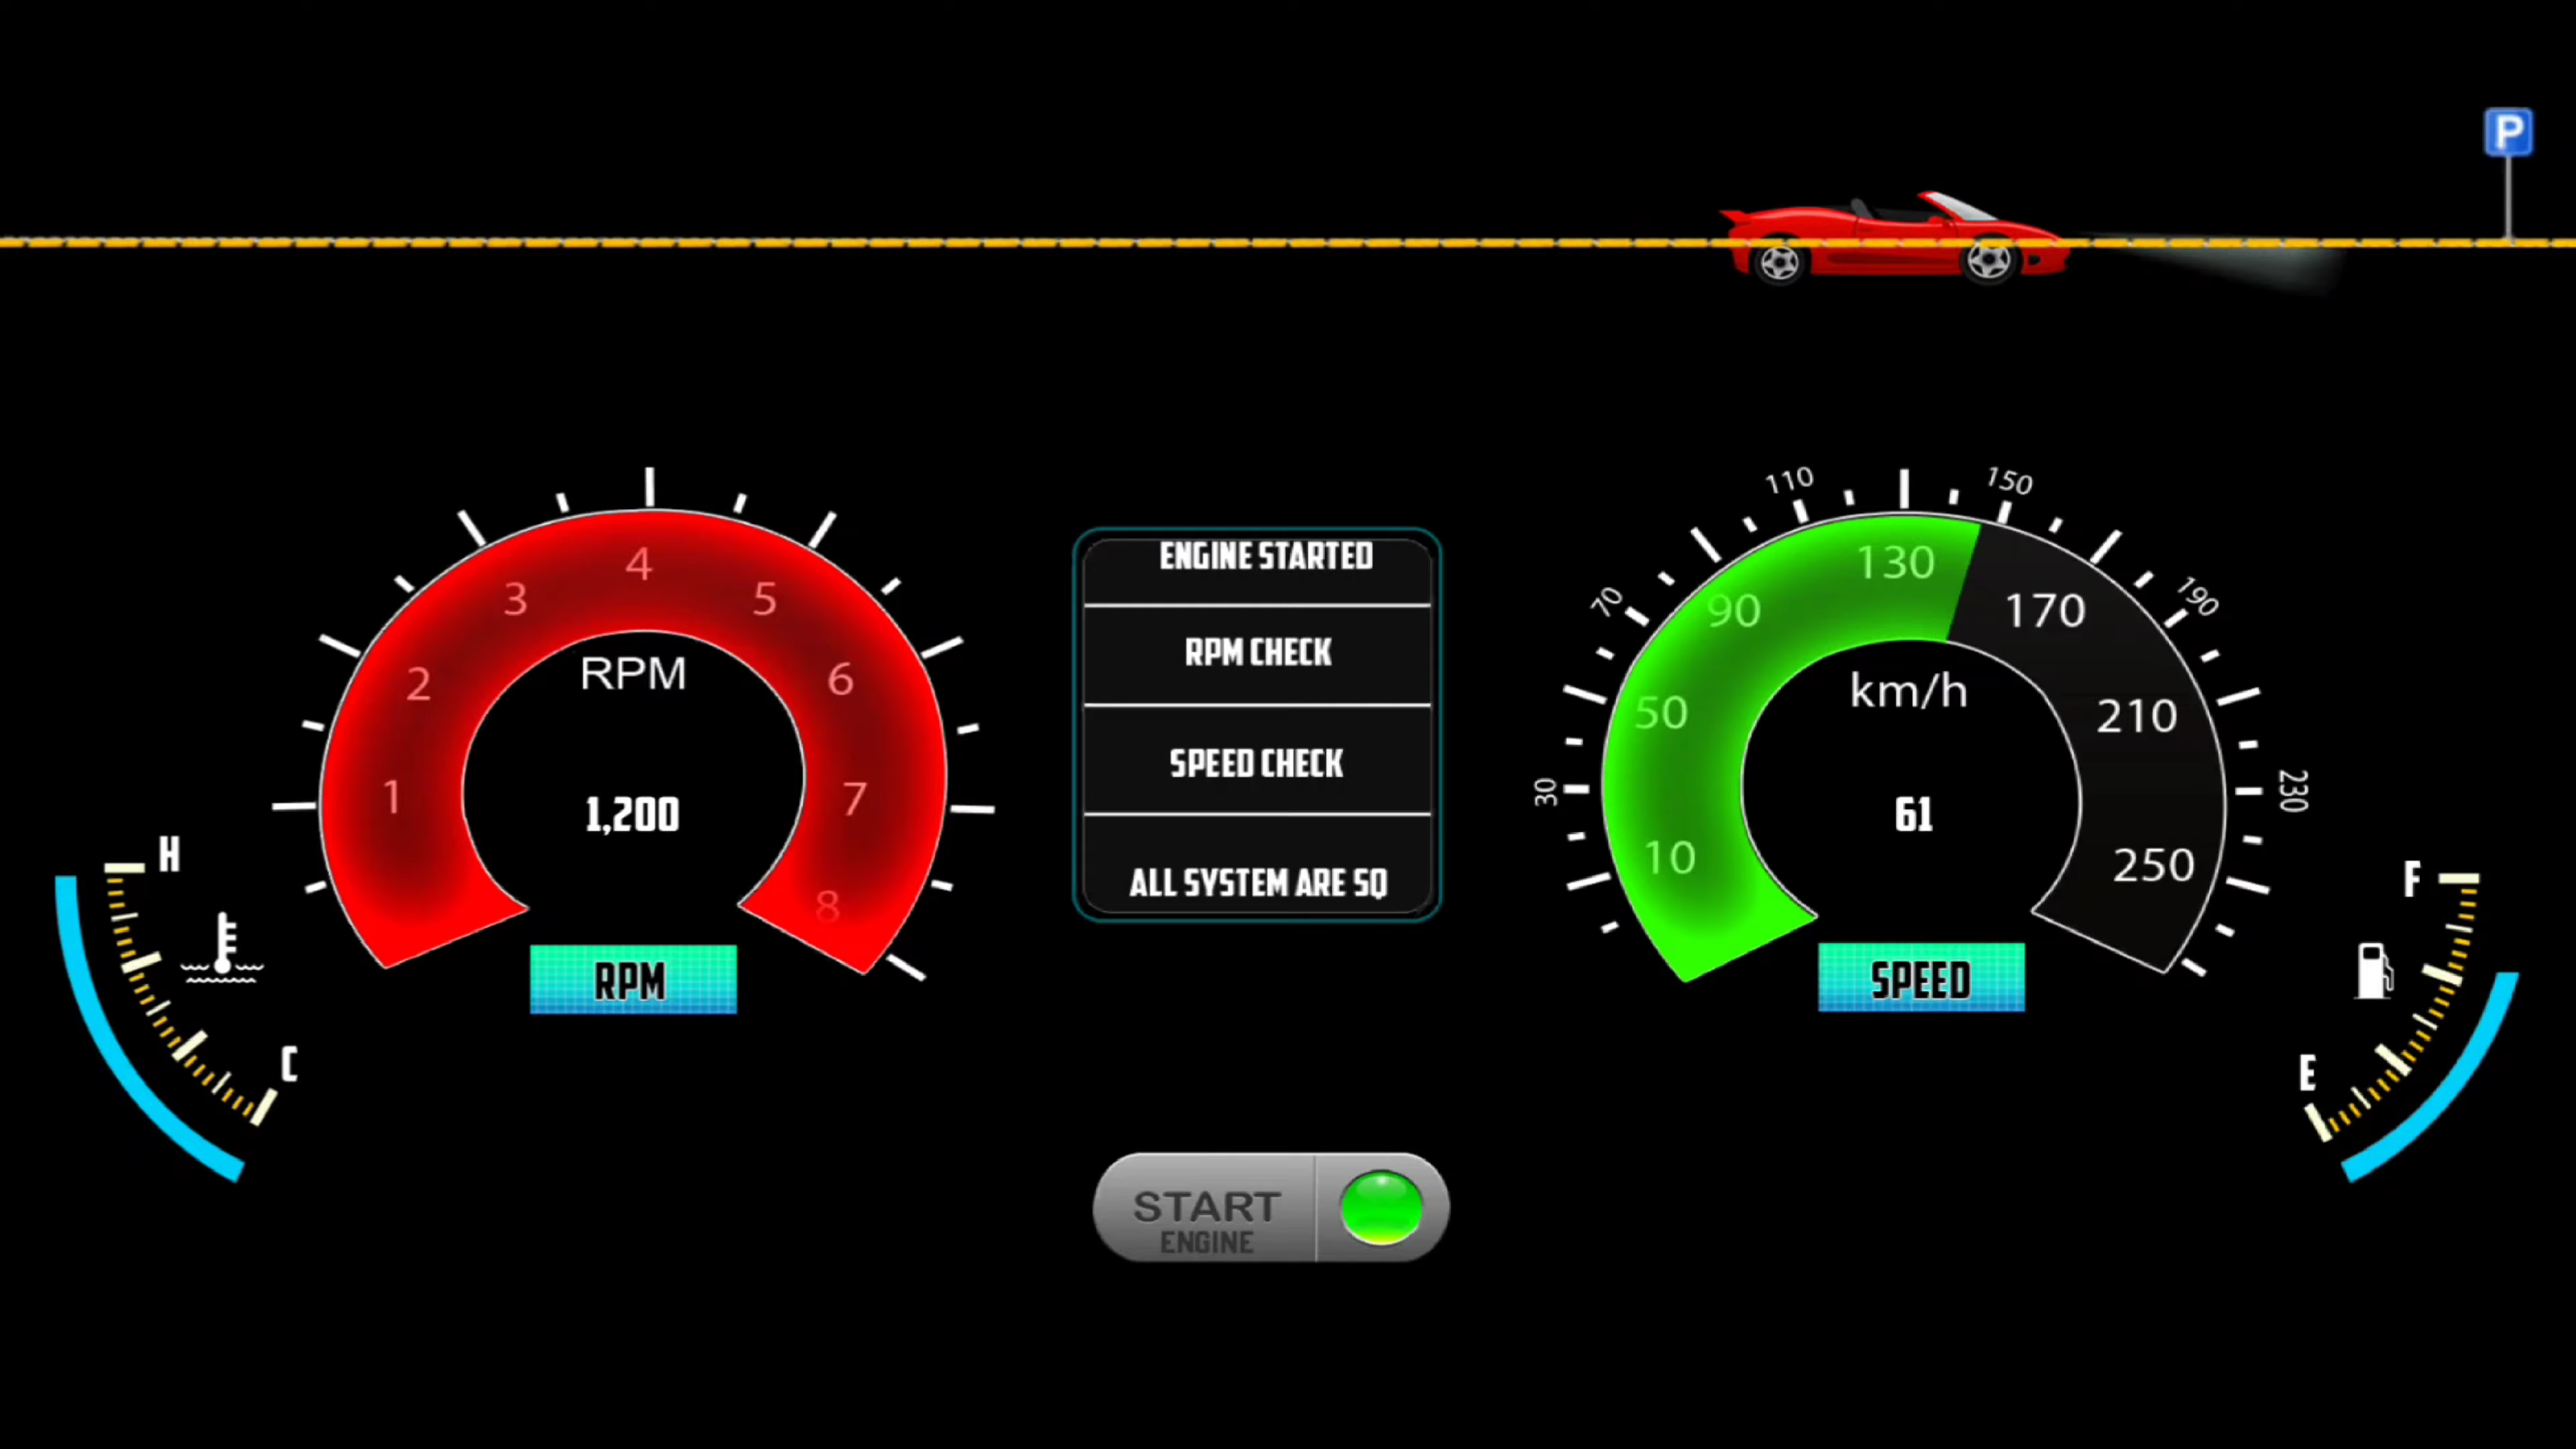 P
ENGINE STARTED
RPM CHECK
SPEED CHECK
ALL SYSTEM ARE SQ
1
2
3
4
5
6
7
8
RPM
1,200
RPM
10
30
50
70
90
110
130
150
170
190
210
230
250
km/h
61
SPEED
H
C
F
E
START
ENGINE